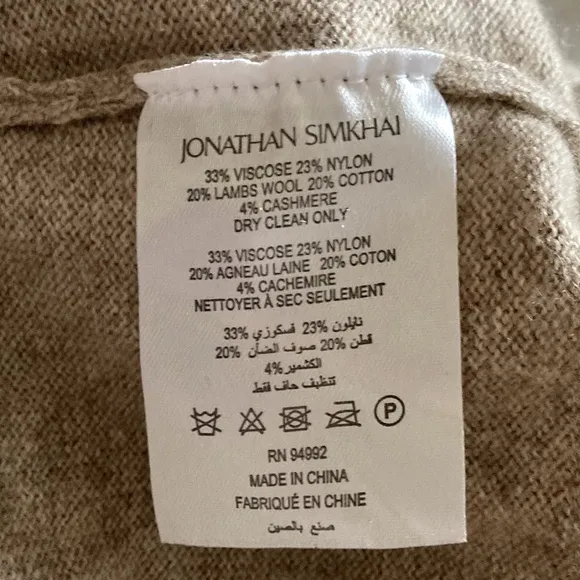 JONATHAN SIMKHAI
33% VISCOSE 23% NYLON
20% LAMBS WOOL 20% COTTON
4% CASHMERE
DRY CLEAN ONLY
33% VISCOSE 23% NYLON
20% AGNEAU LAINE 20% COTON
4% CACHEMIRE
NETTOYER À SEC SEULEMENT
نايلون %23 فسكوزي %33
قطن %20 صوف الضأن %20
الكشمير %4
تنظيف جاف فقط
P
RN 94992
MADE IN CHINA
FABRIQUÉ EN CHINE
صنع بالصين